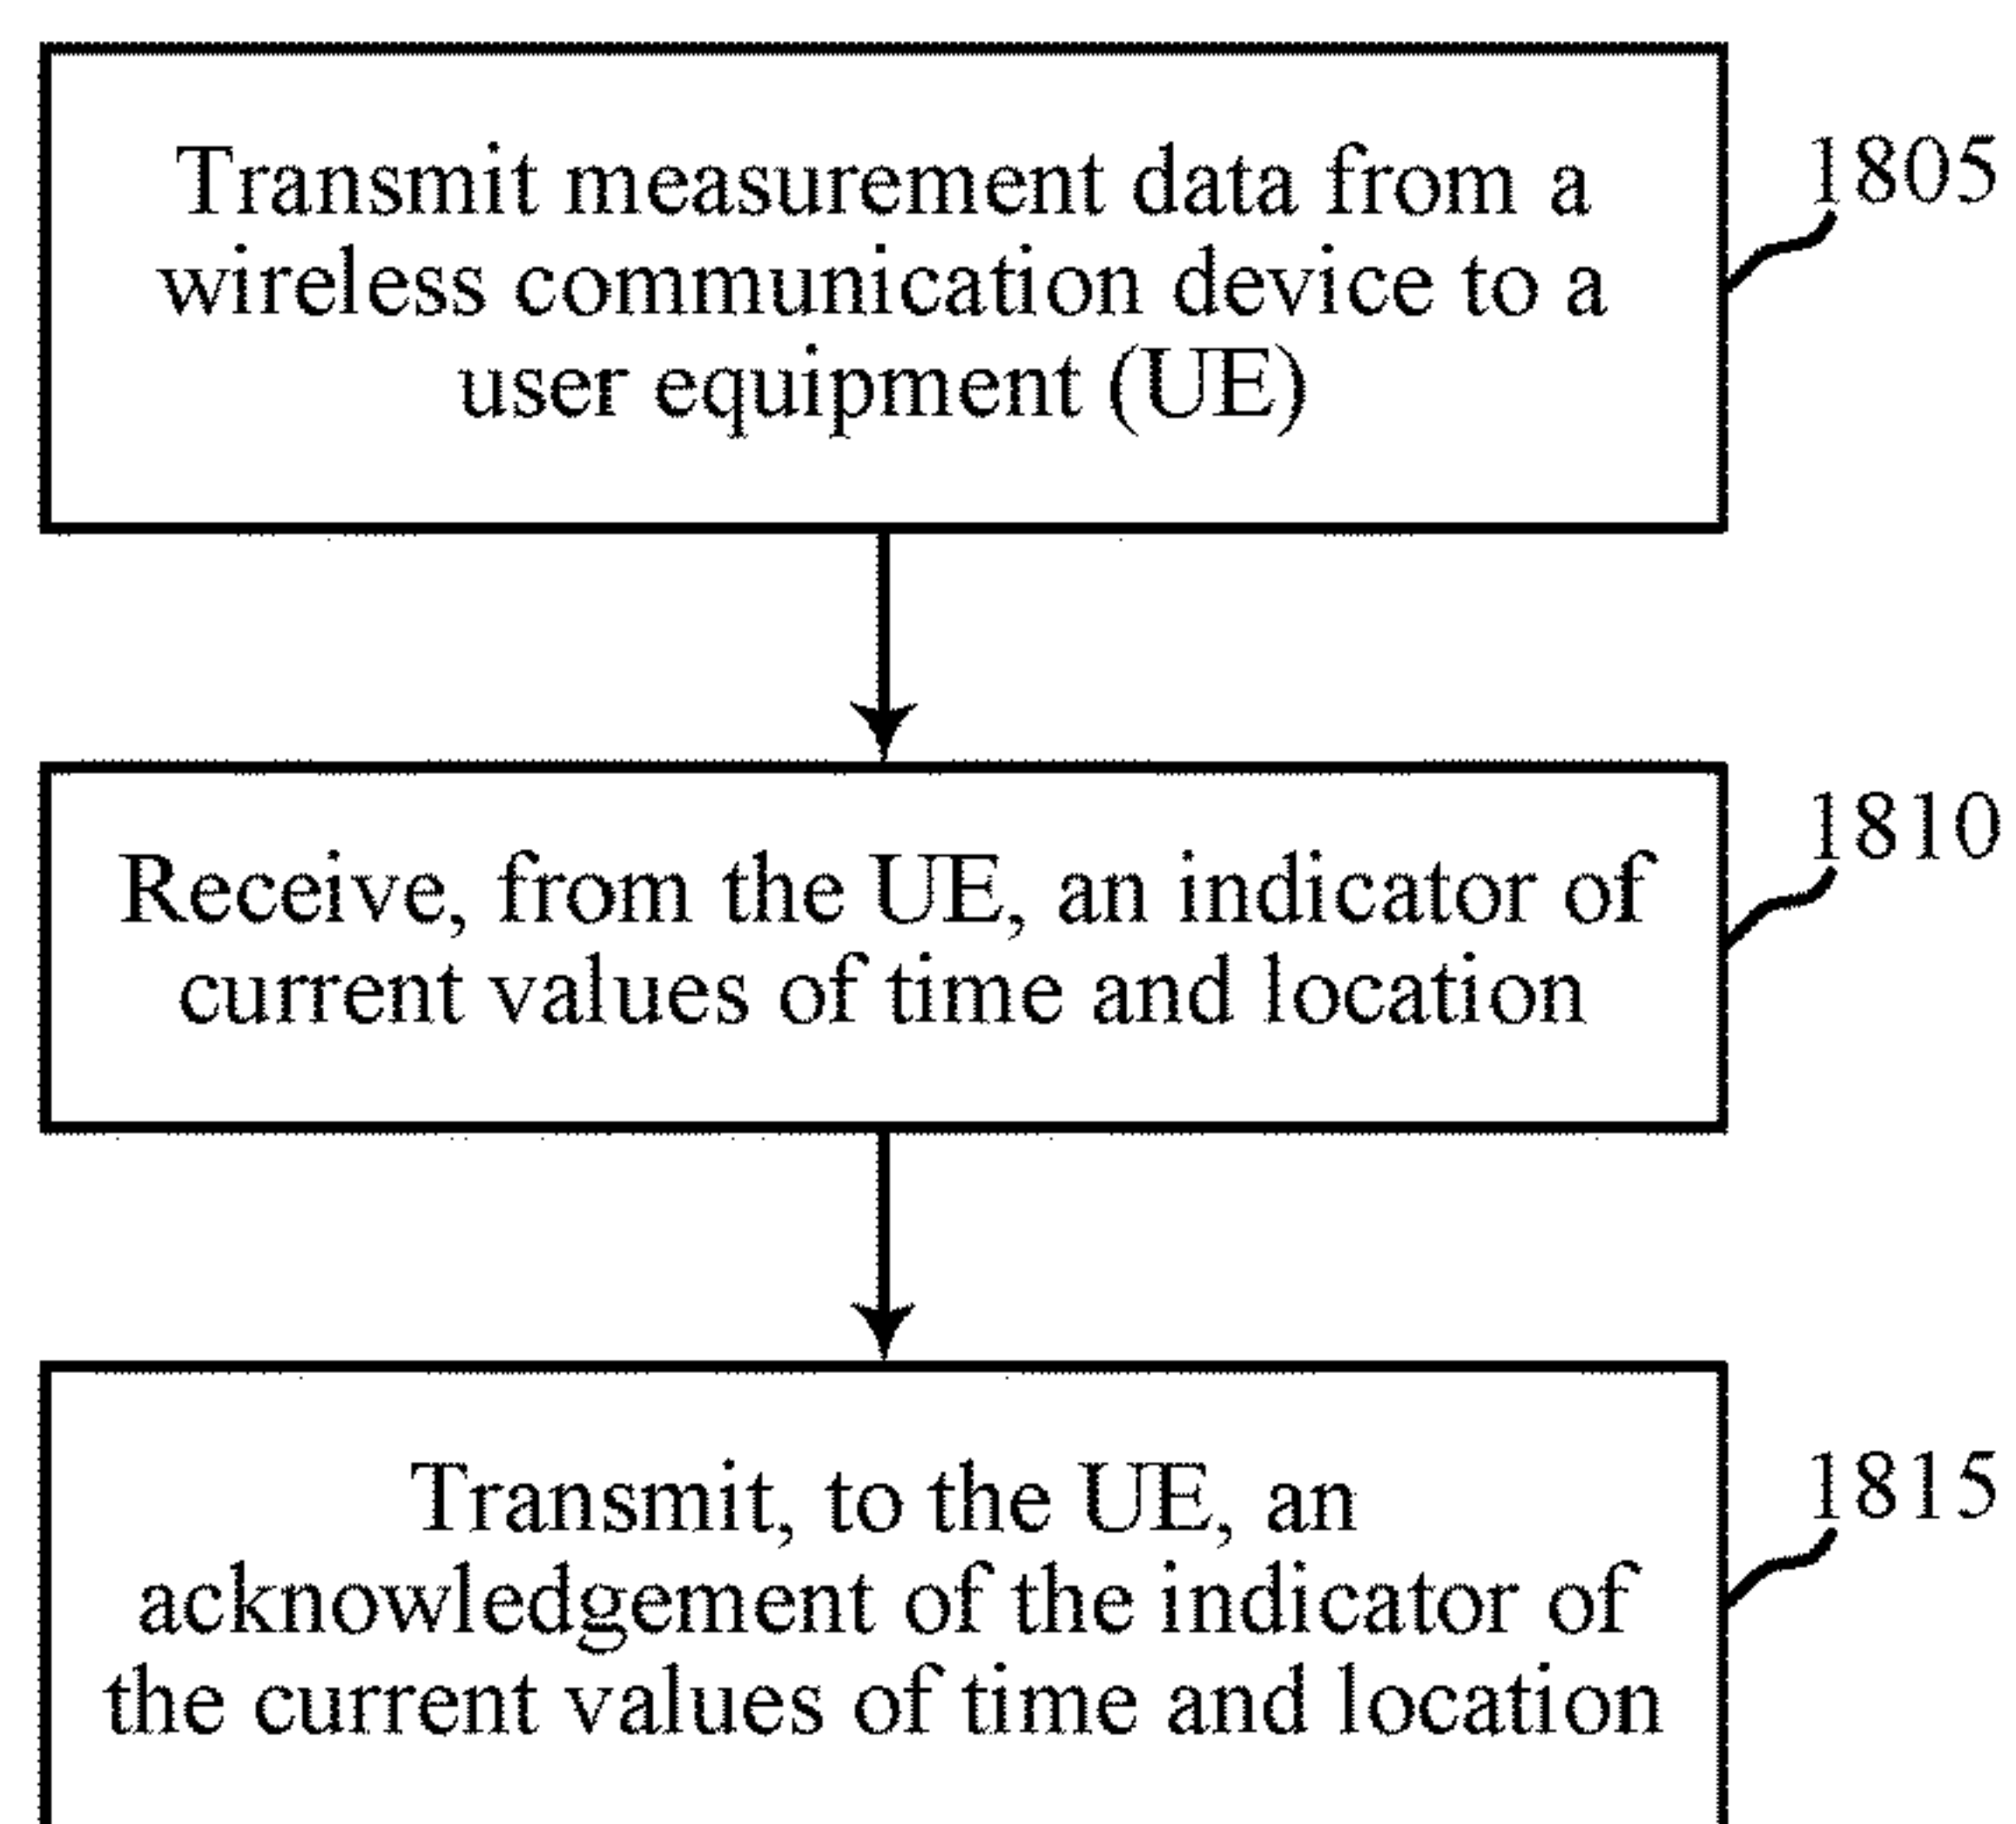 Transmit measurement data from a
wireless communication device to a
user equipment (UE)
1805
Receive, from the UE, an indicator of
current values of time and location
1810
Transmit, to the UE, an
acknowledgement of the indicator of
the current values of time and location
1815